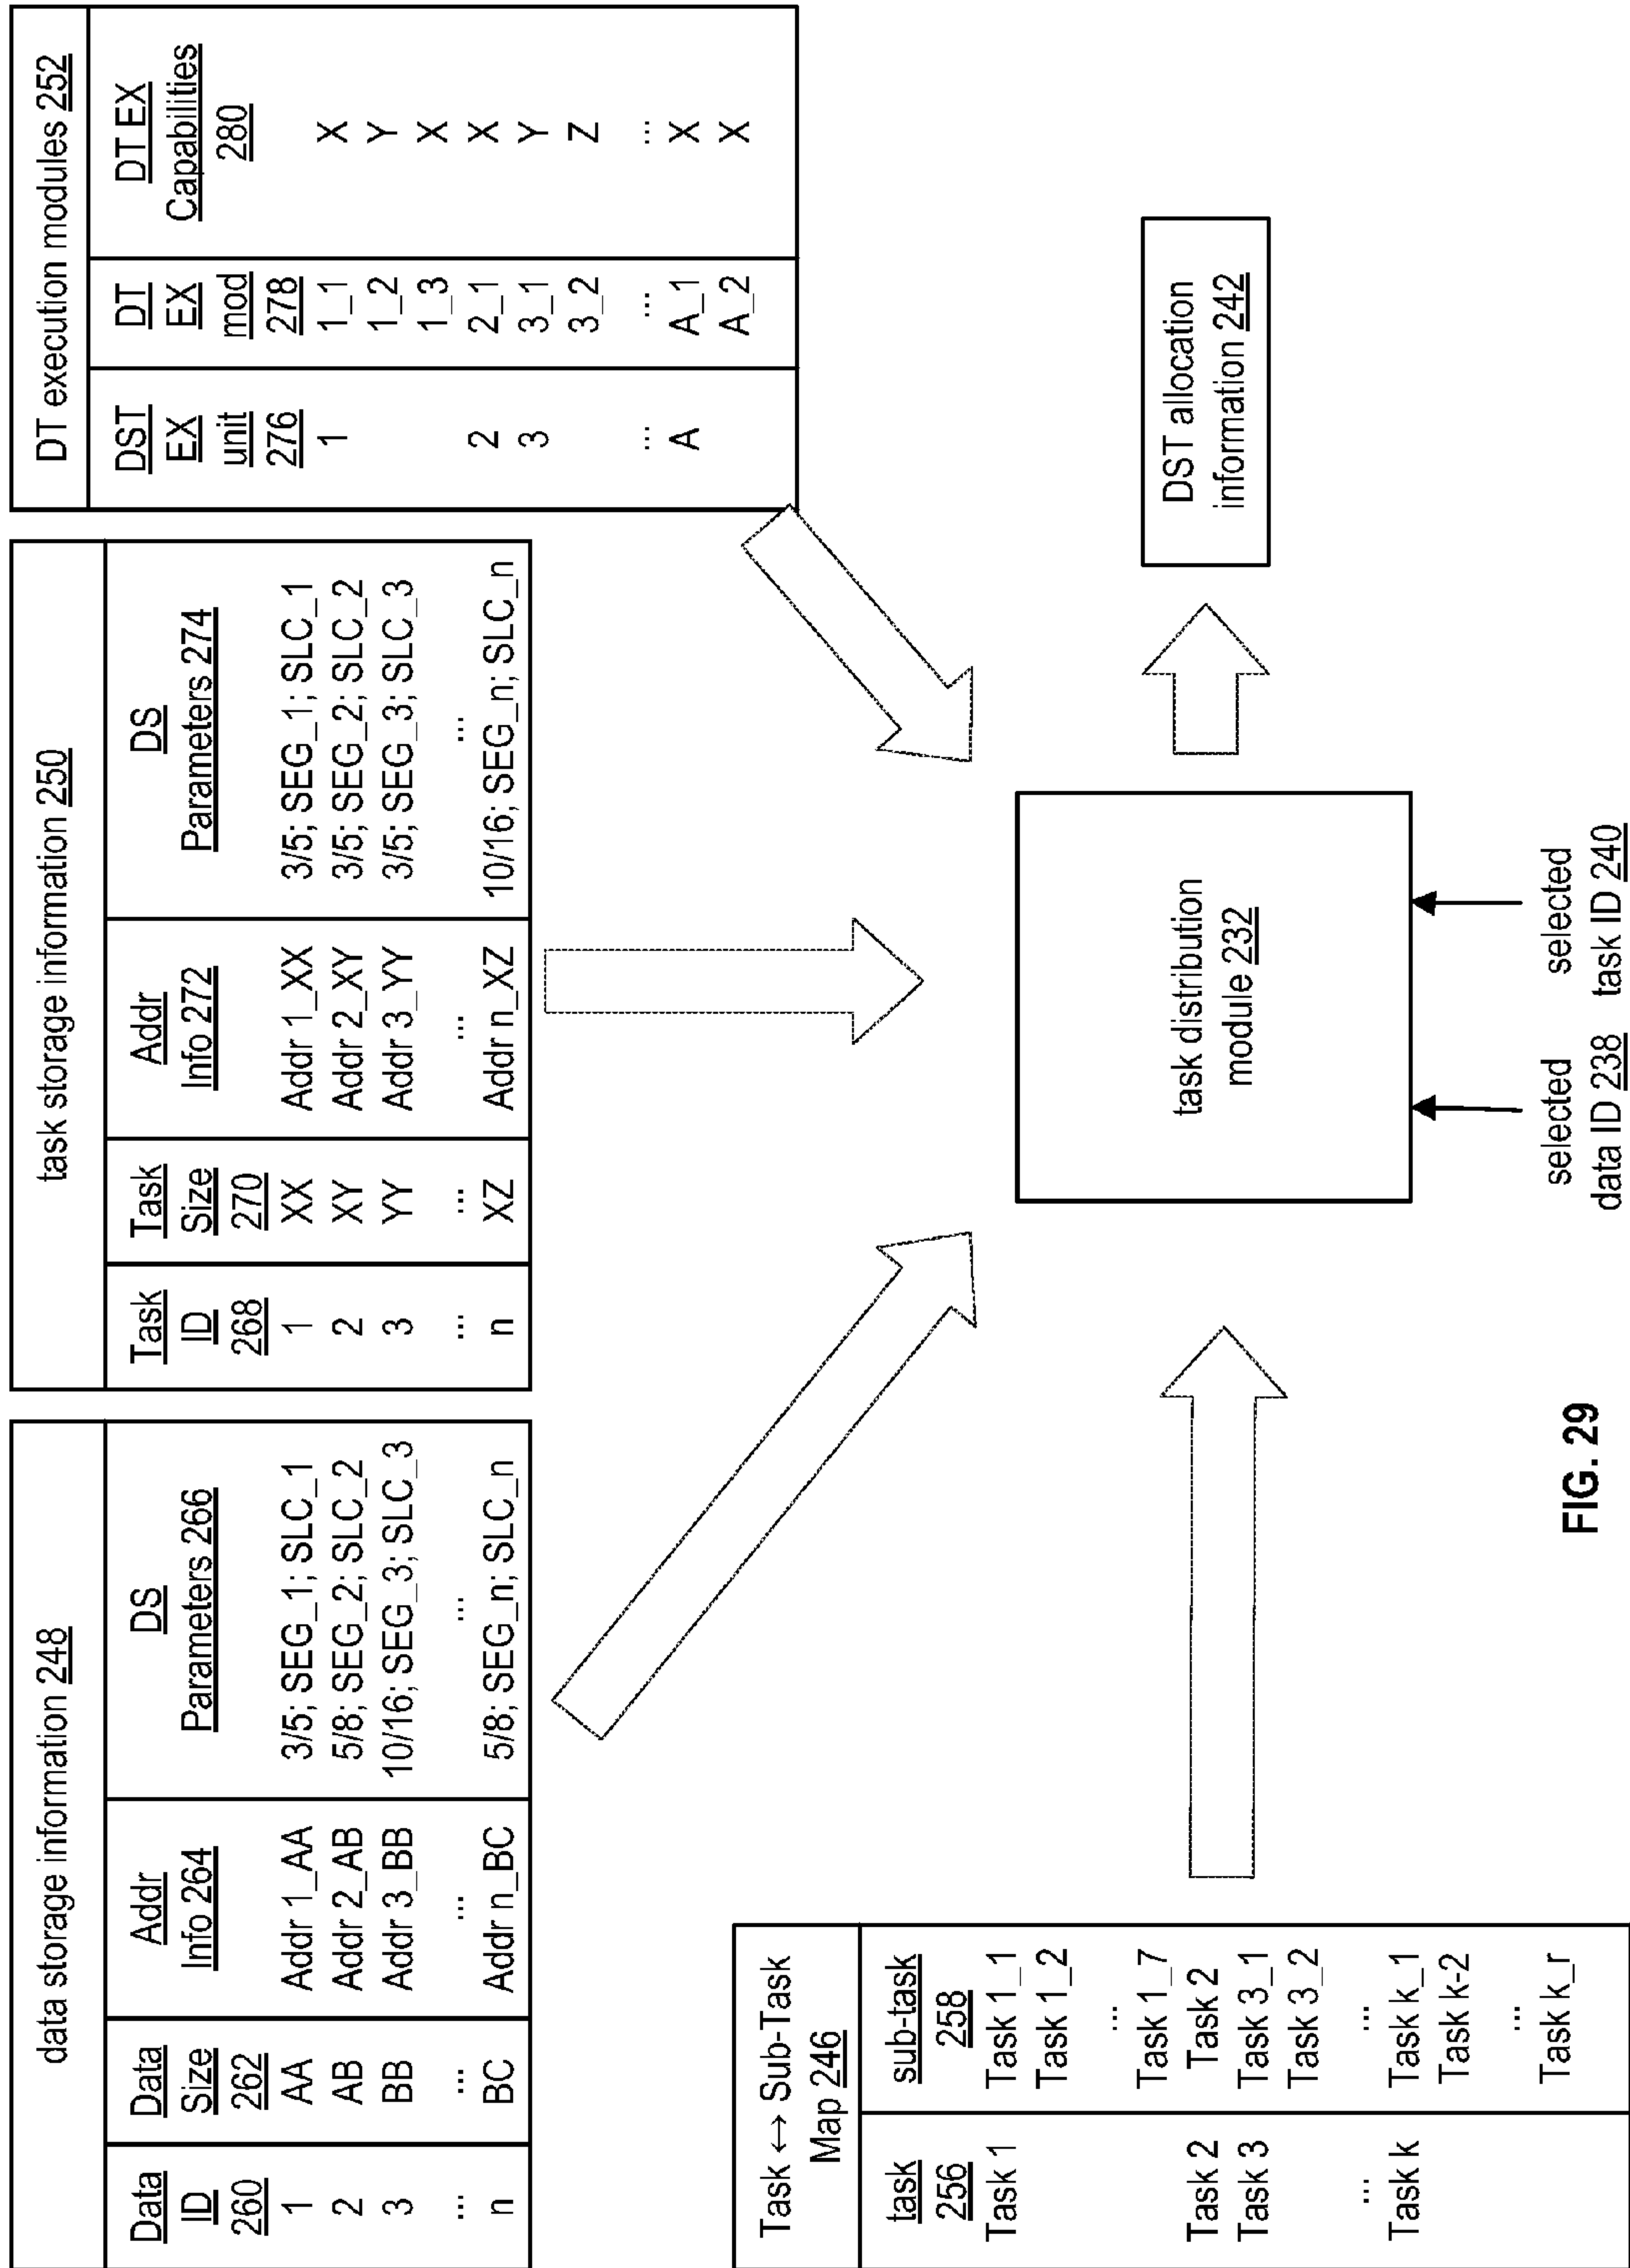 data storage information 248
Data ID 260 Data Size 262 Addr Info 264 DS Parameters 266
1 AA Addr 1_AA 3/5; SEG_1; SLC_1
2 AB Addr 2_AB 5/8; SEG_2; SLC_2
3 BB Addr 3_BB 10/16; SEG_3; SLC_3
... ... ... ...
n BC Addr n_BC 5/8; SEG_n; SLC_n
task storage information 250
Task ID 268 Task Size 270 Addr Info 272 DS Parameters 274
1 XX Addr 1_XX 3/5; SEG_1; SLC_1
2 XY Addr 2_XY 3/5; SEG_2; SLC_2
3 YY Addr 3_YY 3/5; SEG_3; SLC_3
... ... ... ...
n XZ Addr n_XZ 10/16; SEG_n; SLC_n
DT execution modules 252
DST EX unit 276 DT EX mod 278 DT EX Capabilities 280
1 1_1 X
1_2 Y
1_3 X
2 2_1 X
3 3_1 Y
3_2 Z
... ... ...
A A_1 X
A_2 X
Task ↔ Sub-Task
Map 246
task 256 sub-task 258
Task 1 Task 1_1
Task 1_2
...
Task 1_7
Task 2 Task 2
Task 3 Task 3_1
Task 3_2
... ...
Task k Task k_1
Task k-2
...
Task k_r
task distribution
module 232
DST allocation
information 242
selected
data ID 238
selected
task ID 240
FIG. 29